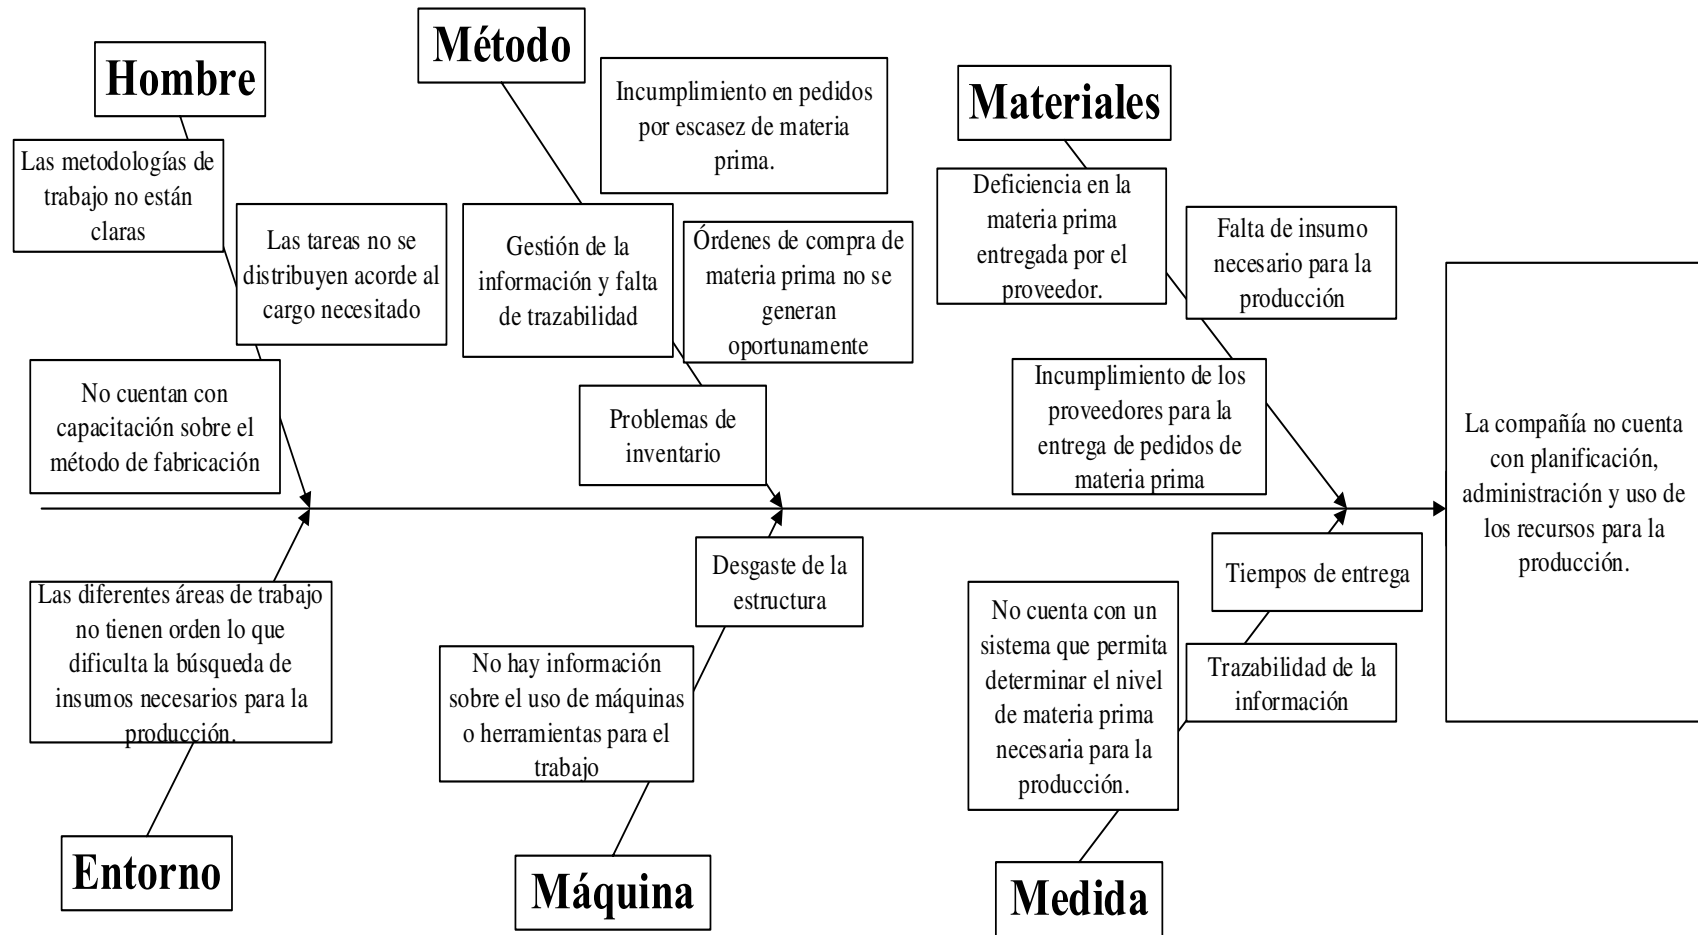 Hombre
Las metodologías de
trabajo no están
claras
Las tareas no se
distribuyen acorde al
cargo necesitado
No cuentan con
capacitación sobre el
método de fabricación
Método
Incumplimiento en pedidos
por escasez de materia
prima.
Gestión de la
información y falta
de trazabilidad
Órdenes de compra de
materia prima no se
generan
oportunamente
Problemas de
inventario
Materiales
Deficiencia en la
materia prima
entregada por el
proveedor.
Falta de insumo
necesario para la
producción
Incumplimiento de los
proveedores para la
entrega de pedidos de
materia prima
La compañía no cuenta
con planificación,
administración y uso de
los recursos para la
producción.
Las diferentes áreas de trabajo
no tienen orden lo que
dificulta la búsqueda de
insumos necesarios para la
producción.
Entorno
Desgaste de la
estructura
No hay información
sobre el uso de máquinas
o herramientas para el
trabajo
Máquina
Tiempos de entrega
No cuenta con un
sistema que permita
determinar el nivel
de materia prima
necesaria para la
producción.
Trazabilidad de la
información
Medida